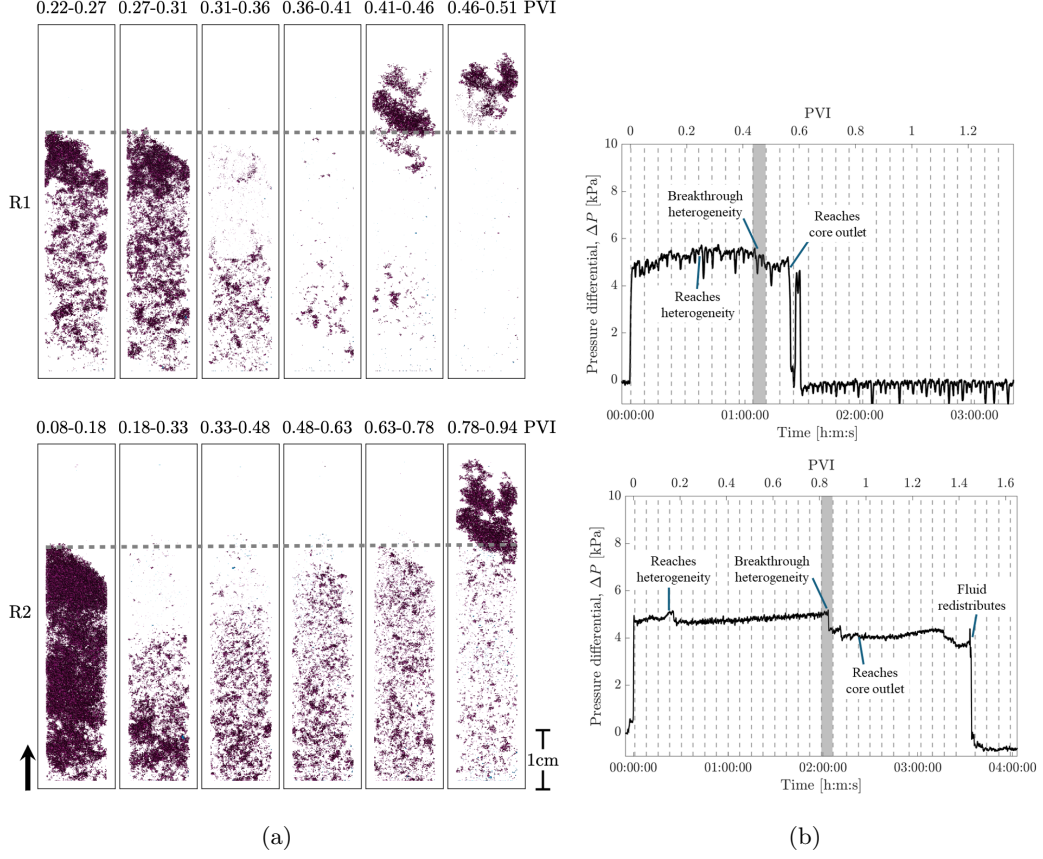 0.22-0.27 0.27-0.31 0.31-0.36 0.36-0.41 0.41-0.46 0.46-0.51 PVI
R1
0.08-0.18 0.18-0.33 0.33-0.48 0.48-0.63 0.63-0.78 0.78-0.94 PVI
R2
1cm
(a)
PVI
0 0.2 0.4 0.6 0.8 1 1.2
10
8
6
4
2
0
Pressure differential, ΔP [kPa]
Breakthrough
heterogeneity
Reaches
core outlet
Reaches
heterogeneity
00:00:00 01:00:00 02:00:00 03:00:00
Time [h:m:s]
PVI
0 0.2 0.4 0.6 0.8 1 1.2 1.4 1.6
10
8
6
4
2
0
Pressure differential, ΔP [kPa]
Reaches
heterogeneity
Breakthrough
heterogeneity
Fluid
redistributes
Reaches
core outlet
00:00:00 01:00:00 02:00:00 03:00:00 04:00:00
Time [h:m:s]
(b)